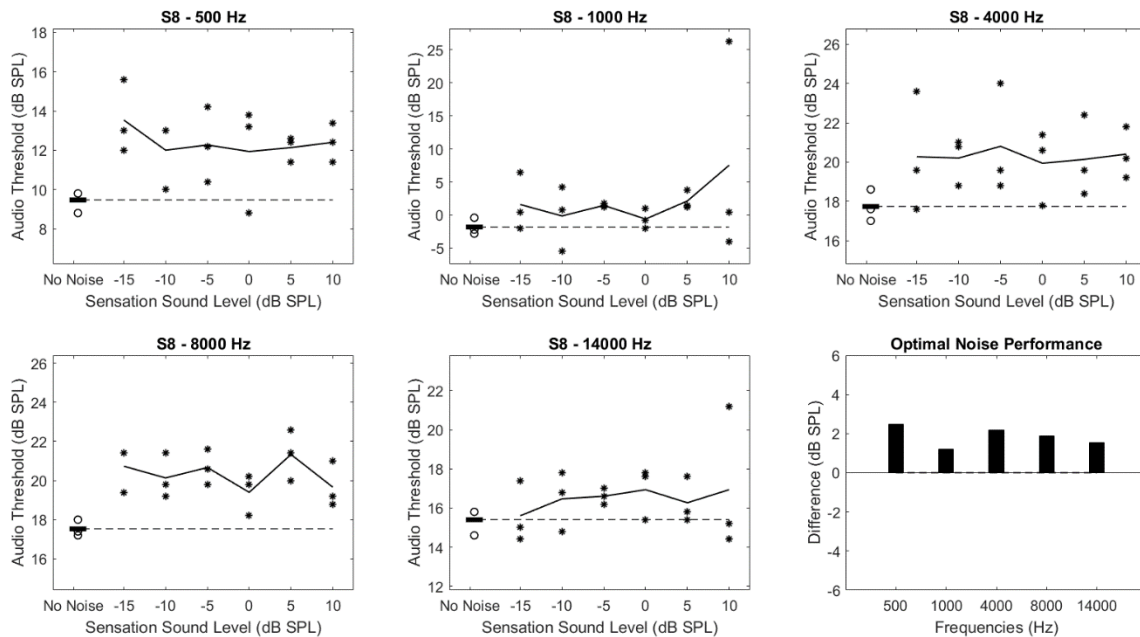 S8 - 500 Hz
Audio Threshold (dB SPL)
18
16
14
12
10
8
No Noise -15 -10 -5 0 5 10
Sensation Sound Level (dB SPL)
S8 - 1000 Hz
Audio Threshold (dB SPL)
25
20
15
10
5
0
-5
No Noise -15 -10 -5 0 5 10
Sensation Sound Level (dB SPL)
S8 - 4000 Hz
Audio Threshold (dB SPL)
26
24
22
20
18
16
No Noise -15 -10 -5 0 5 10
Sensation Sound Level (dB SPL)
S8 - 8000 Hz
Audio Threshold (dB SPL)
26
24
22
20
18
16
No Noise -15 -10 -5 0 5 10
Sensation Sound Level (dB SPL)
S8 - 14000 Hz
Audio Threshold (dB SPL)
22
20
18
16
14
12
No Noise -15 -10 -5 0 5 10
Sensation Sound Level (dB SPL)
Optimal Noise Performance
Difference (dB SPL)
6
4
2
0
-2
-4
-6
500 1000 4000 8000 14000
Frequencies (Hz)